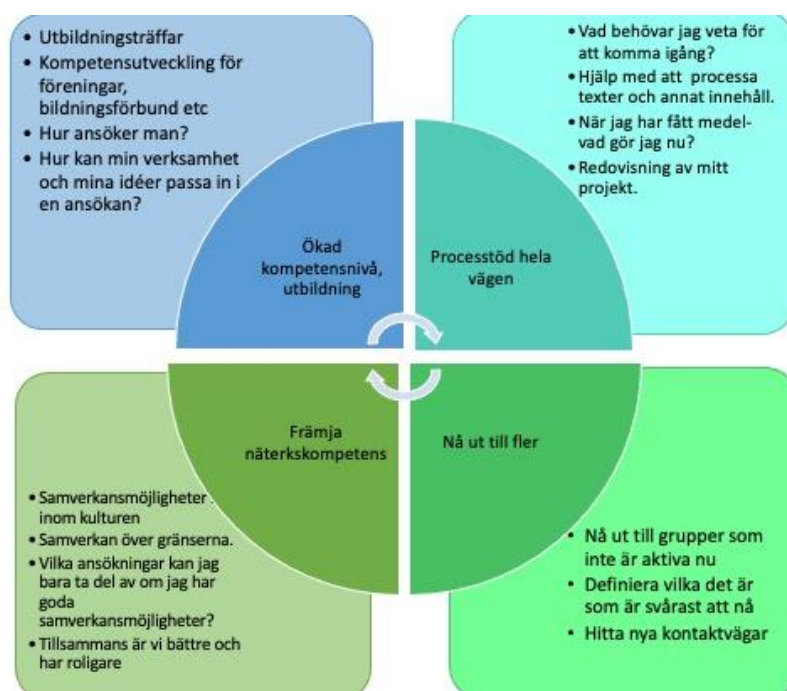 • Utbildningsträffar
• Kompetensutveckling för
föreningar,
bildningsförbund etc
• Hur ansöker man?
• Hur kan min verksamhet
och mina idéer passa in i
en ansökan?
• Vad behövar jag veta för
att komma igång?
• Hjälp med att processa
texter och annat innehåll.
• När jag har fått medel-
vad gör jag nu?
• Redovisning av mitt
projekt.
Ökad
kompetensnivå,
utbildning
Processtöd hela
vägen
Främja
näterkskompetens
Nå ut till fler
• Samverkansmöjligheter
inom kulturen
• Samverkan över gränserna.
• Vilka ansökningar kan jag
bara ta del av om jag har
goda
samverkansmöjligheter?
• Tillsammans är vi bättre och
har roligare
• Nå ut till grupper som
inte är aktiva nu
• Definiera vilka det är
som är svårast att nå
• Hitta nya kontaktvägar